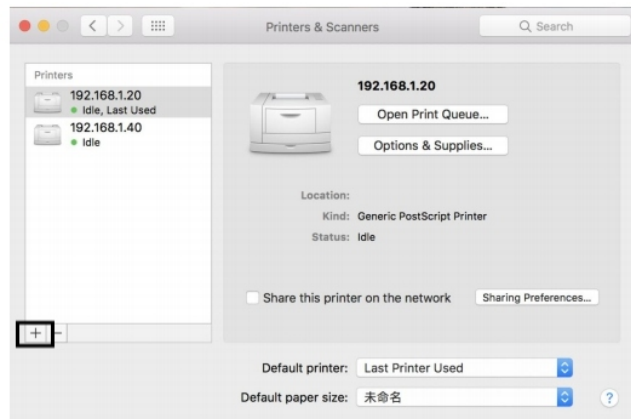 Printers & Scanners
Search
Printers
192.168.1.20
Idle, Last Used
192.168.1.40
Idle
192.168.1.20
Open Print Queue...
Options & Supplies...
Location:
Kind: Generic PostScript Printer
Status: Idle
Share this printer on the network
Sharing Preferences...
+ −
Default printer: Last Printer Used
Default paper size: 未命名
?